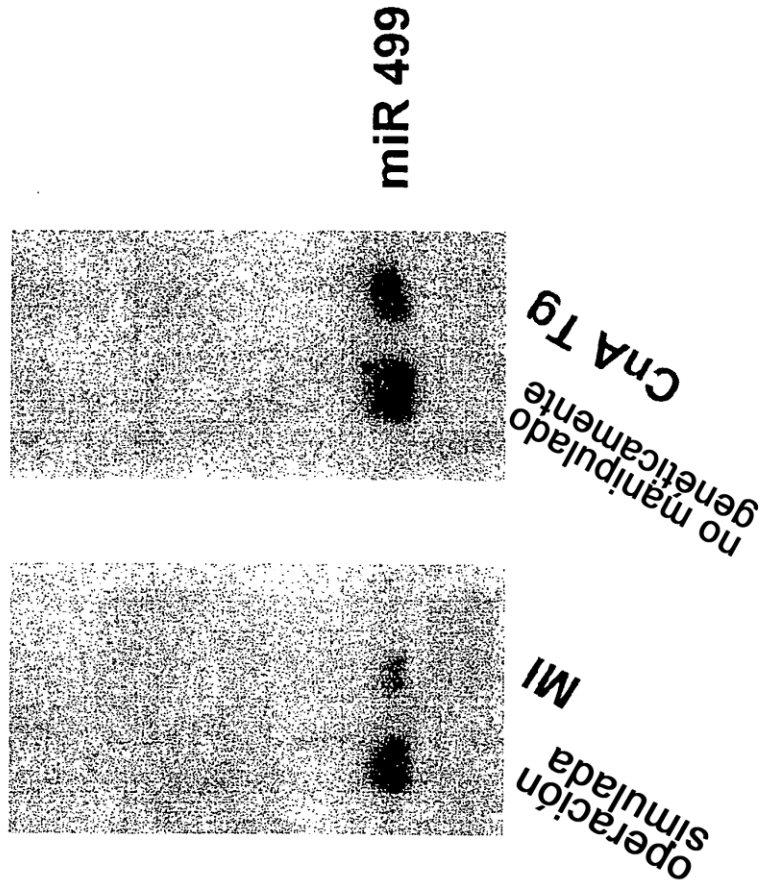 miR 499
CnA Tg
no manipulado
genéticamente
MI
operación
simulada